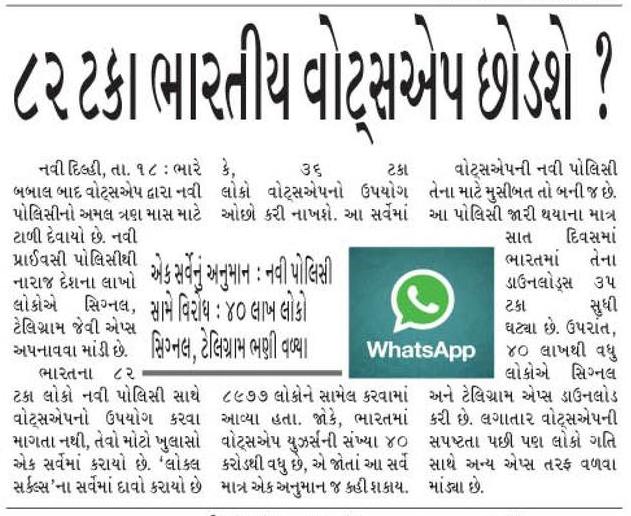 ૮૨ ટકા ભારતીય વોટ્સએપ છોડશે ?
નવી દિલ્હી, તા. ૧૮ : ભારે
બબાલ બાદ વોટ્સએપ દ્વારા નવી
પોલિસીનો અમલ ત્રણ માસ માટે
ટાળી દેવાયો છે. નવી
પ્રાઈવસી પોલિસીથી
નારાજ દેશના લાખો
લોકોએ સિગ્નલ,
ટેલિગ્રામ જેવી એપ્સ
અપનાવવા માંડી છે.
ભારતના ૮૨
ટકા લોકો નવી પોલિસી સાથે
વોટ્સએપનો ઉપયોગ કરવા
માગતા નથી, તેવો મોટો ખુલાસો
એક સર્વેમાં કરાયો છે. 'લોકલ
સર્કલ્સ'ના સર્વેમાં દાવો કરાયો છે
કે, ૩૬ ટકા
લોકો વોટ્સએપનો ઉપયોગ
ઓછો કરી નાખશે. આ સર્વેમાં
એક સર્વેનું અનુમાન : નવી પોલિસી
સામે વિરોધ : ૪૦ લાખ લોકો
સિગ્નલ, ટેલિગ્રામ ભણી વળ્યા
WhatsApp
૮૯૭૭ લોકોને સામેલ કરવામાં
આવ્યા હતા. જોકે, ભારતમાં
વોટ્સએપ યુઝર્સની સંખ્યા ૪૦
કરોડથી વધુ છે, એ જોતાં આ સર્વે
માત્ર એક અનુમાન જ કહી શકાય.
વોટ્સએપની નવી પોલિસી
તેના માટે મુસીબત તો બની જ છે.
આ પોલિસી જારી થયાના માત્ર
સાત દિવસમાં
ભારતમાં તેના
ડાઉનલોડ્સ ૩૫
ટકા સુધી
ઘટ્યા છે. ઉપરાત,
૪૦ લાખથી વધુ
લોકોએ સિગ્નલ
અને ટેલિગ્રામ એપ્સ ડાઉનલોડ
કરી છે. લગાતાર વોટ્સએપની
સપષ્ટતા પછી પણ લોકો ગતિ
સાથે અન્ય એપ્સ તરફ વળવા
માંડ્યા છે.